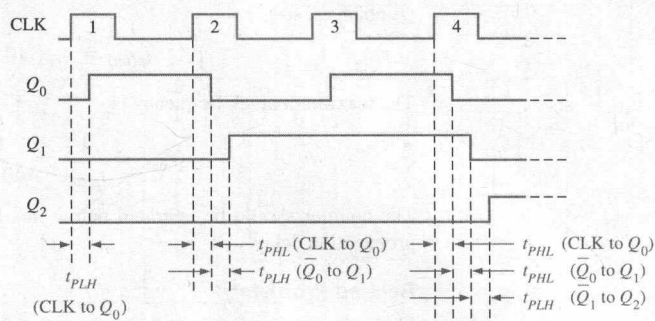 CLK 1 2 3 4
Q0
Q1
Q2
tPLH
(CLK to Q0)
tPHL (CLK to Q0)
tPLH (Q̅0 to Q1)
tPHL (CLK to Q0)
tPHL (Q̅0 to Q1)
tPLH (Q̅1 to Q2)